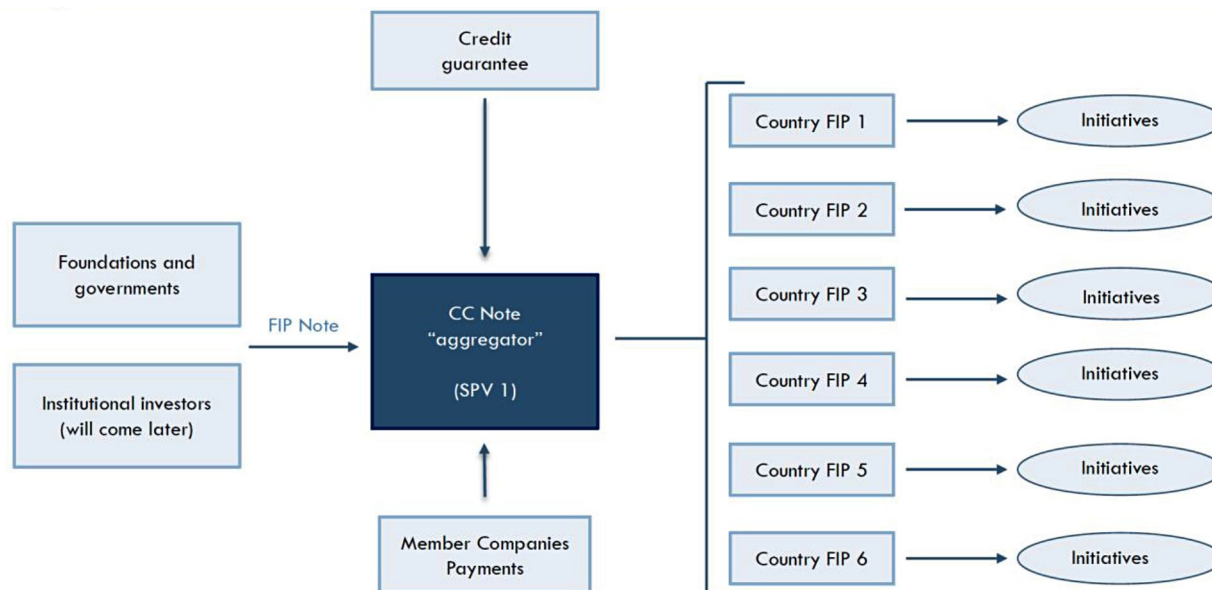 Credit
guarantee
Foundations and
governments
Institutional investors
(will come later)
FIP Note
CC Note
“aggregator”
(SPV 1)
Member Companies
Payments
Country FIP 1
Initiatives
Country FIP 2
Initiatives
Country FIP 3
Initiatives
Country FIP 4
Initiatives
Country FIP 5
Initiatives
Country FIP 6
Initiatives